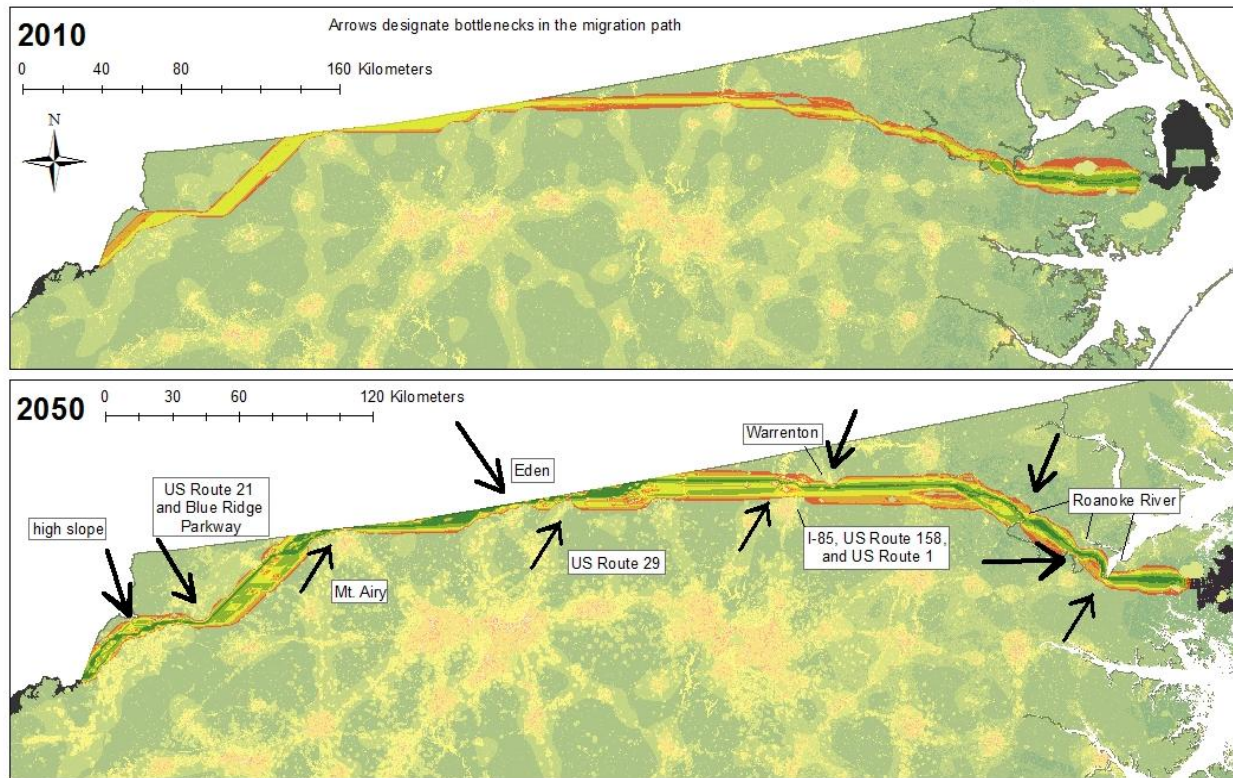 2010
Arrows designate bottlenecks in the migration path
0 40 80 160 Kilometers
N
2050
0 30 60 120 Kilometers
Warrenton
Eden
US Route 21
and Blue Ridge
Parkway
high slope
Roanoke River
I-85, US Route 158,
and US Route 1
US Route 29
Mt. Airy